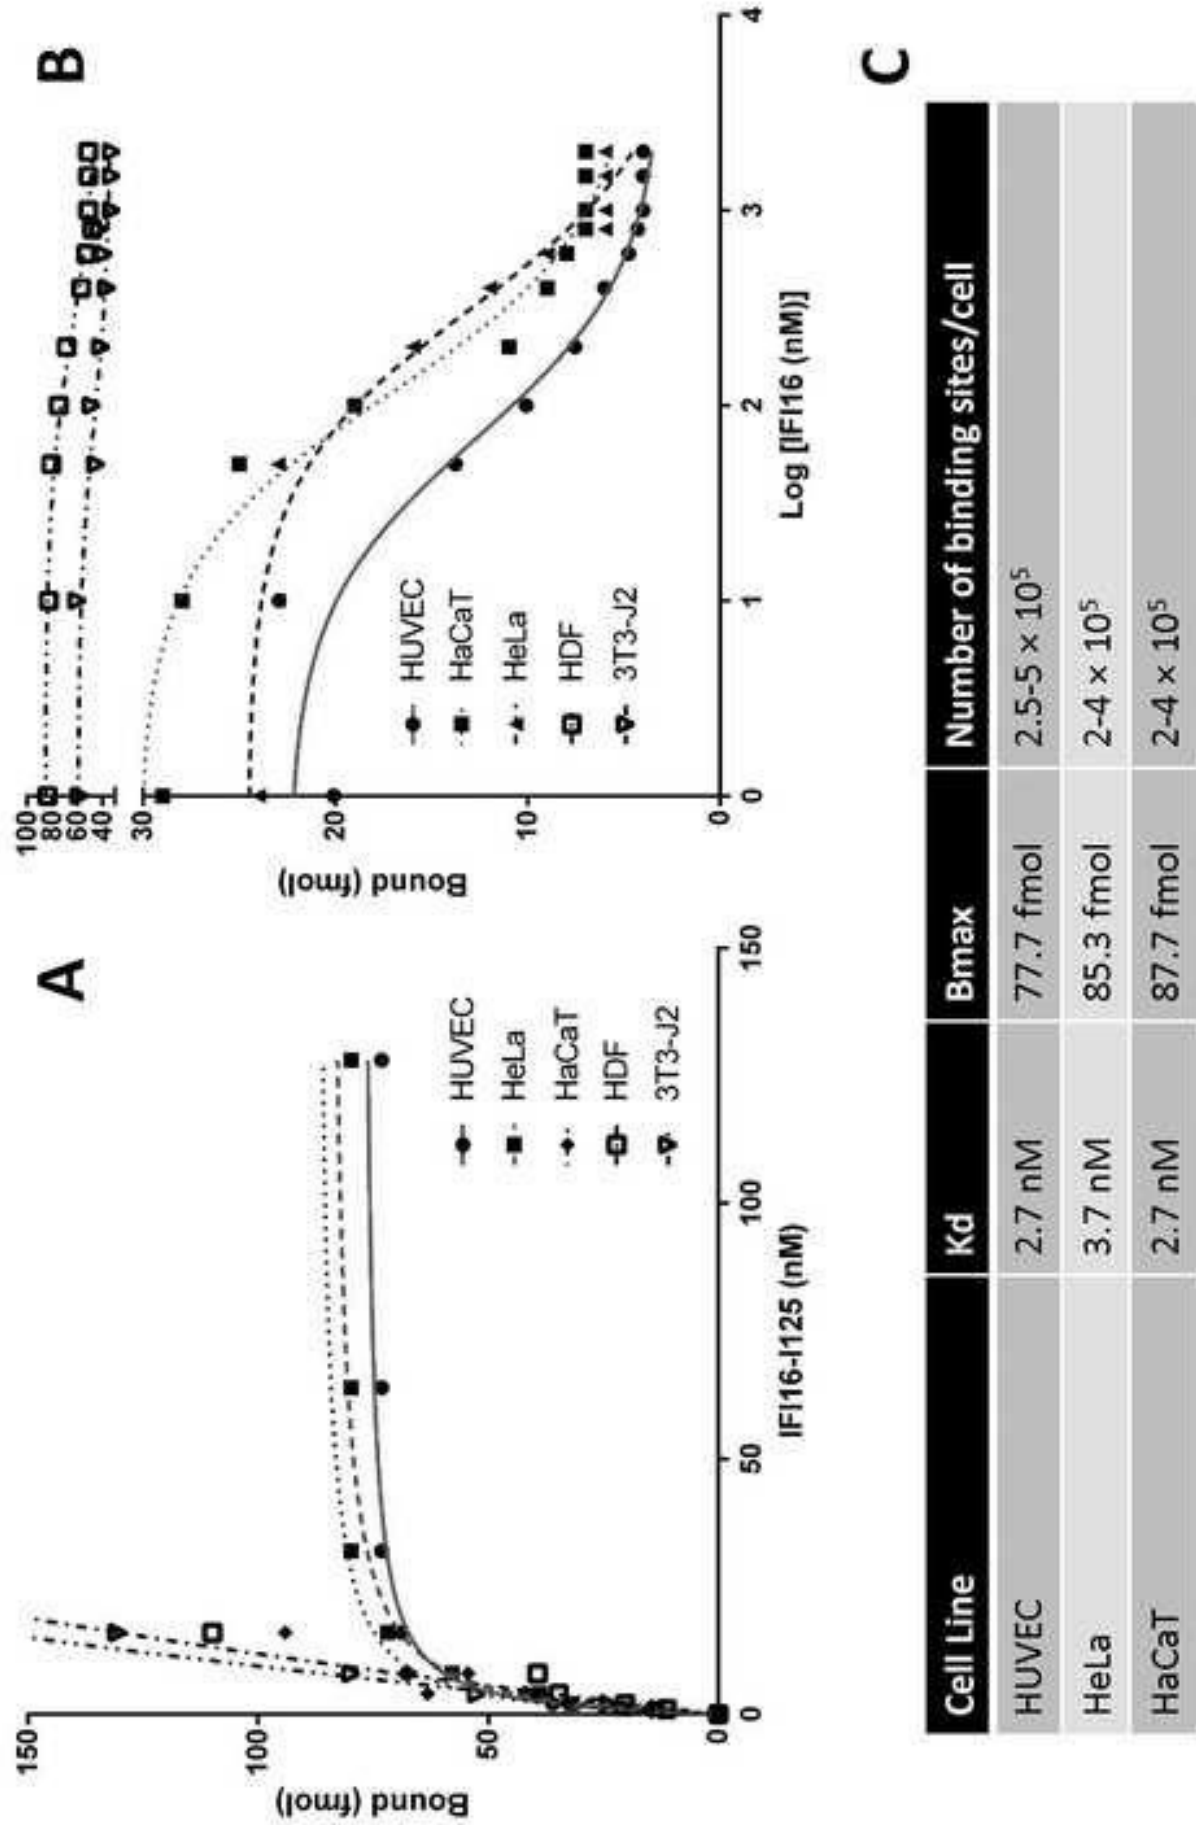 A
Bound (fmol)
150
100
50
0
0
50
100
150
IFI16-I125 (nM)
HUVEC
HeLa
HaCaT
HDF
3T3-J2
B
Bound (fmol)
100
80
60
40
30
20
10
0
0
1
2
3
4
Log [IFI16 (nM)]
HUVEC
HaCaT
HeLa
HDF
3T3-J2
C
Cell Line Kd Bmax Number of binding sites/cell
HUVEC 2.7 nM 77.7 fmol 2.5-5 × 10⁵
HeLa 3.7 nM 85.3 fmol 2-4 × 10⁵
HaCaT 2.7 nM 87.7 fmol 2-4 × 10⁵